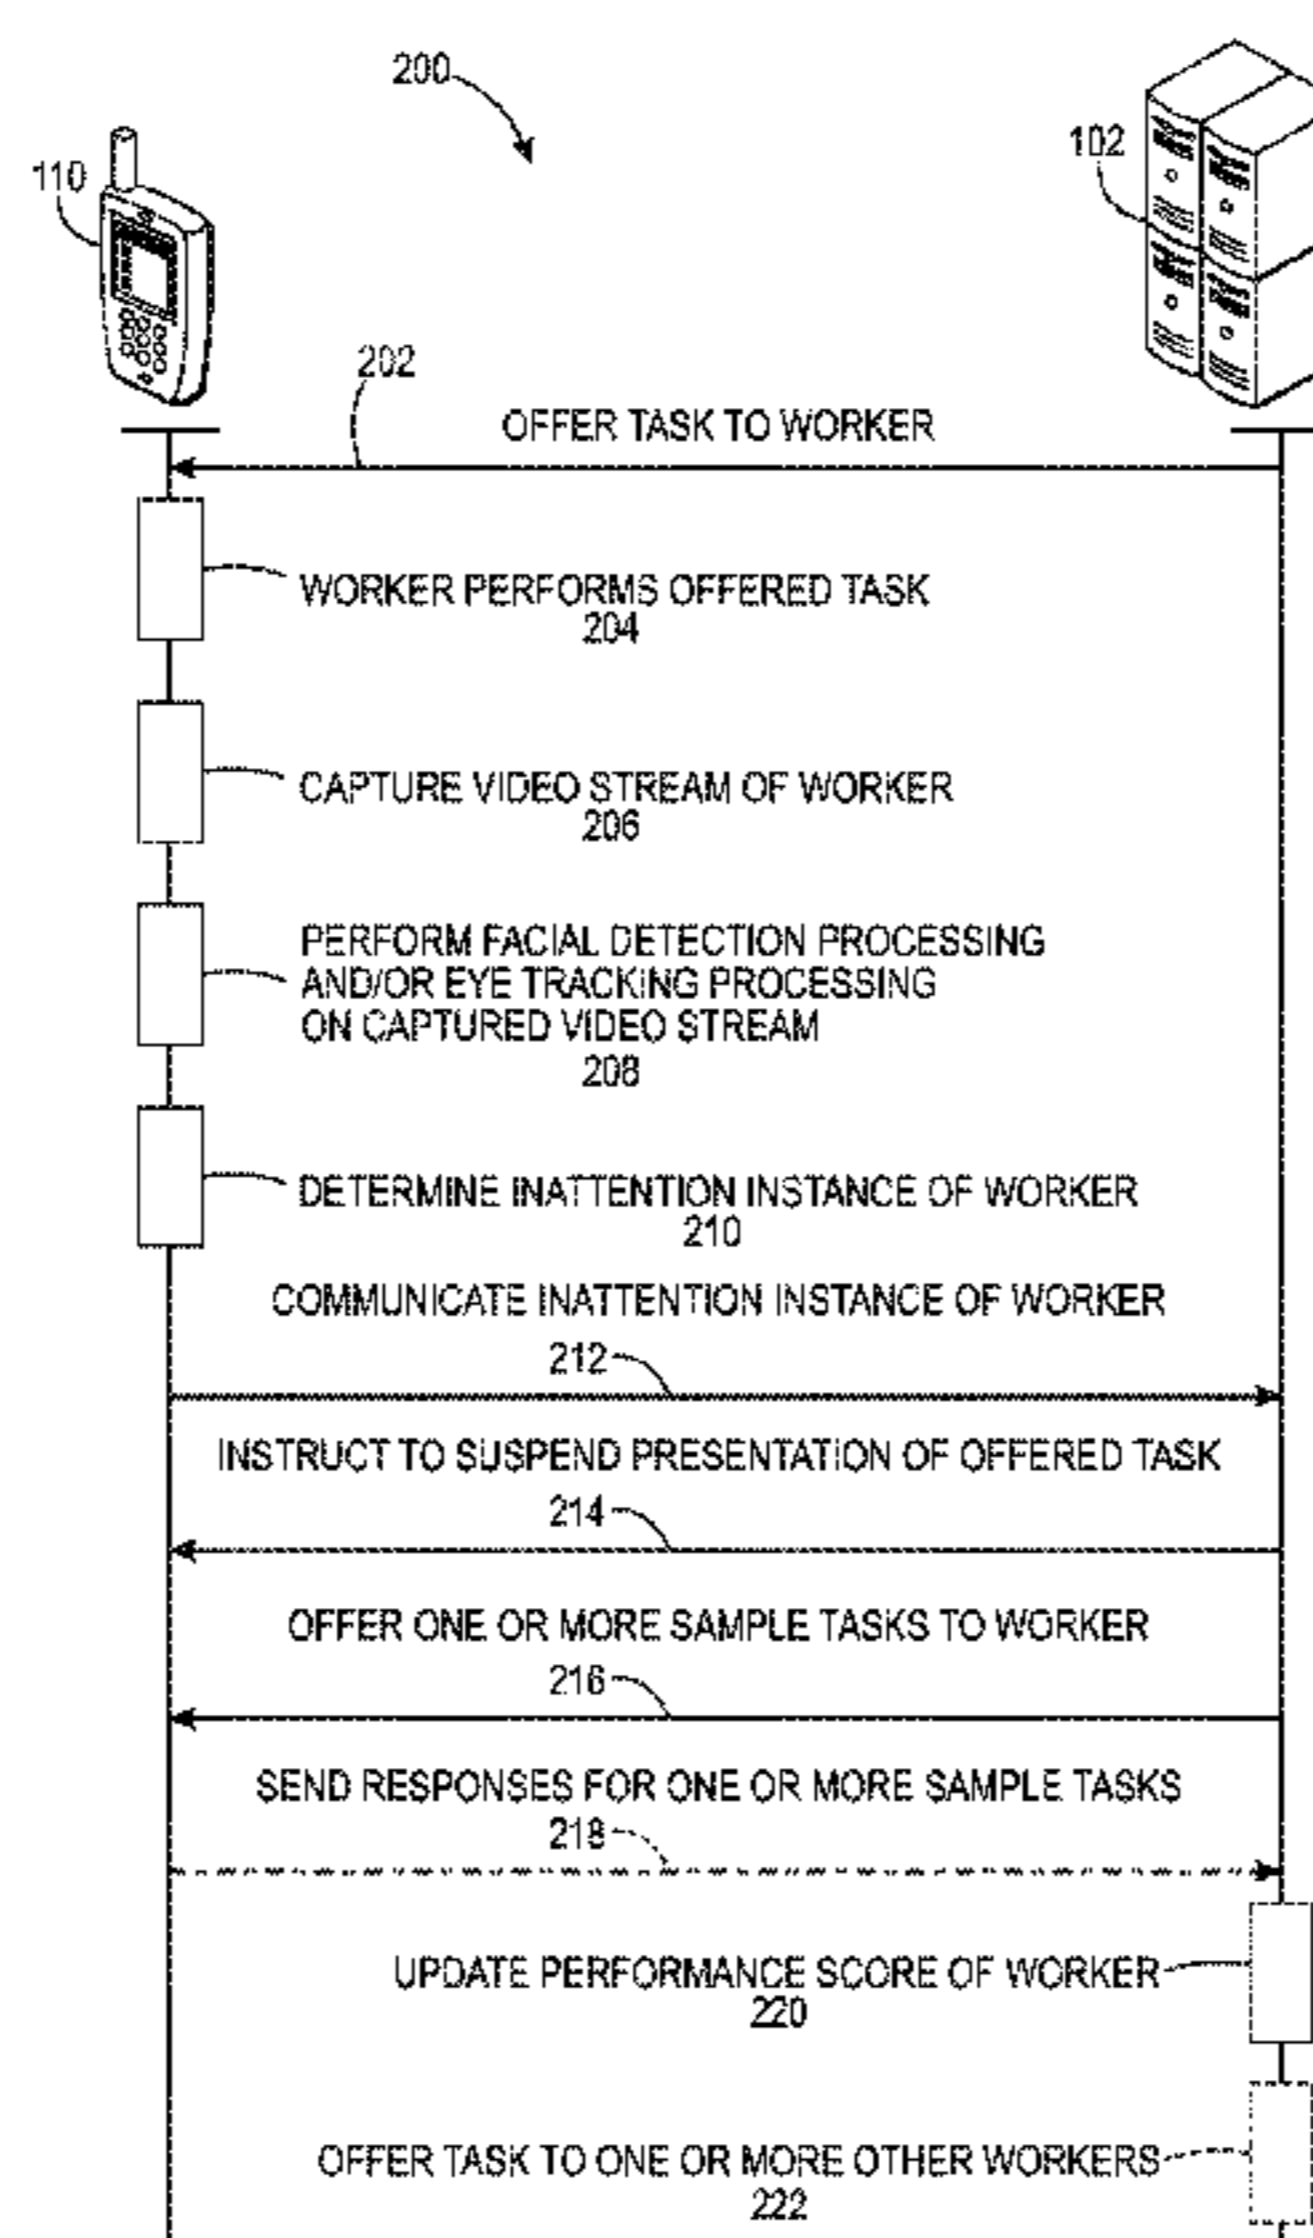 200
102
110
202
OFFER TASK TO WORKER
WORKER PERFORMS OFFERED TASK
204
CAPTURE VIDEO STREAM OF WORKER
206
PERFORM FACIAL DETECTION PROCESSING
AND/OR EYE TRACKING PROCESSING
ON CAPTURED VIDEO STREAM
208
DETERMINE INATTENTION INSTANCE OF WORKER
210
COMMUNICATE INATTENTION INSTANCE OF WORKER
212
INSTRUCT TO SUSPEND PRESENTATION OF OFFERED TASK
214
OFFER ONE OR MORE SAMPLE TASKS TO WORKER
216
SEND RESPONSES FOR ONE OR MORE SAMPLE TASKS
218
UPDATE PERFORMANCE SCORE OF WORKER
220
OFFER TASK TO ONE OR MORE OTHER WORKERS
222